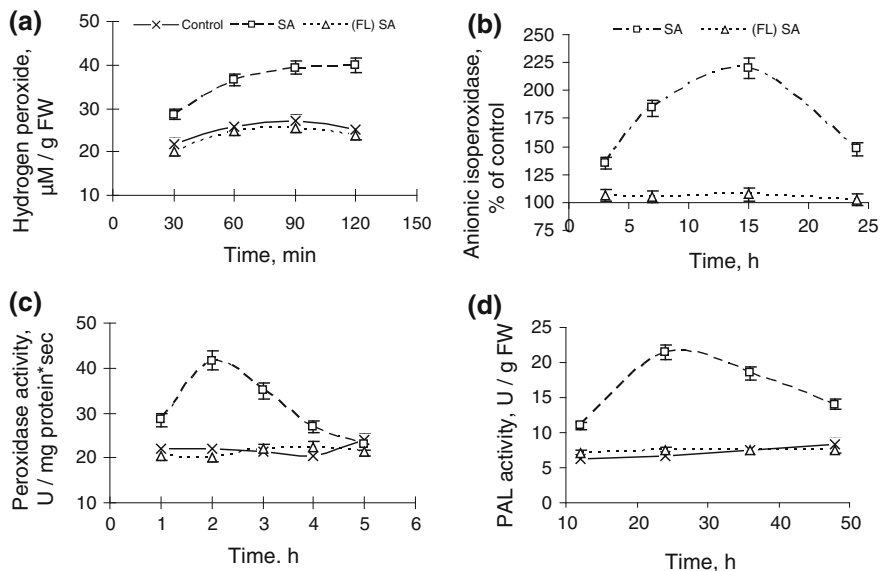 (a)
Control SA (FL) SA
Hydrogen peroxide,
µM / g FW
50
40
30
20
10
0 30 60 90 120 150
Time, min
(b)
SA (FL) SA
Anionic isoperoxidase,
% of control
250
225
200
175
150
125
100
75
0 5 10 15 20 25
Time, h
(c)
Peroxidase activity,
U / mg protein*sec
50
40
30
20
10
0 1 2 3 4 5 6
Time. h
(d)
PAL activity, U / g FW
25
20
15
10
5
0
10 20 30 40 50
Time, h